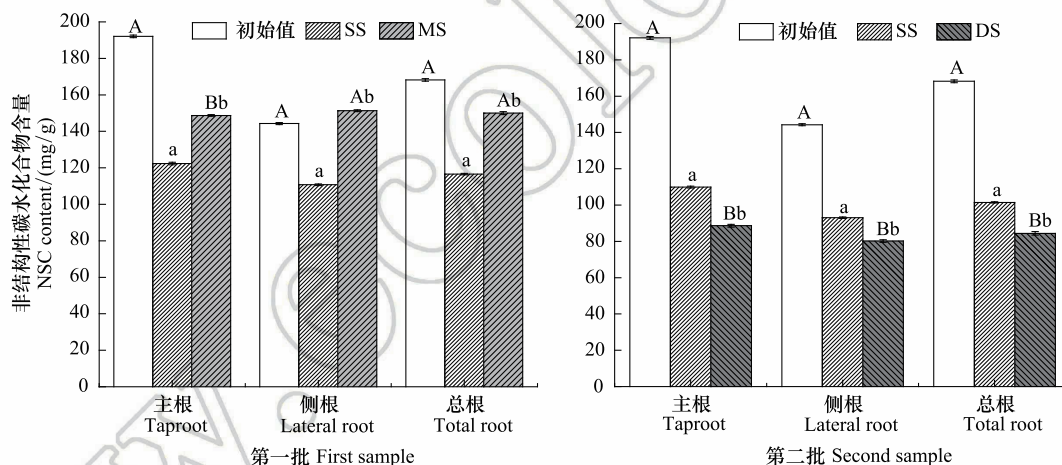 非结构性碳水化合物含量
NSC content/(mg/g)
200
180
160
140
120
100
80
60
40
20
0
初始值 SS MS
A
a
Bb
A
a
Ab
A
a
Ab
主根 侧根 总根
Taproot Lateral root Total root
第一批 First sample
200
180
160
140
120
100
80
60
40
20
0
初始值 SS DS
A
a
Bb
A
a
Bb
A
a
Bb
主根 侧根 总根
Taproot Lateral root Total root
第二批 Second sample